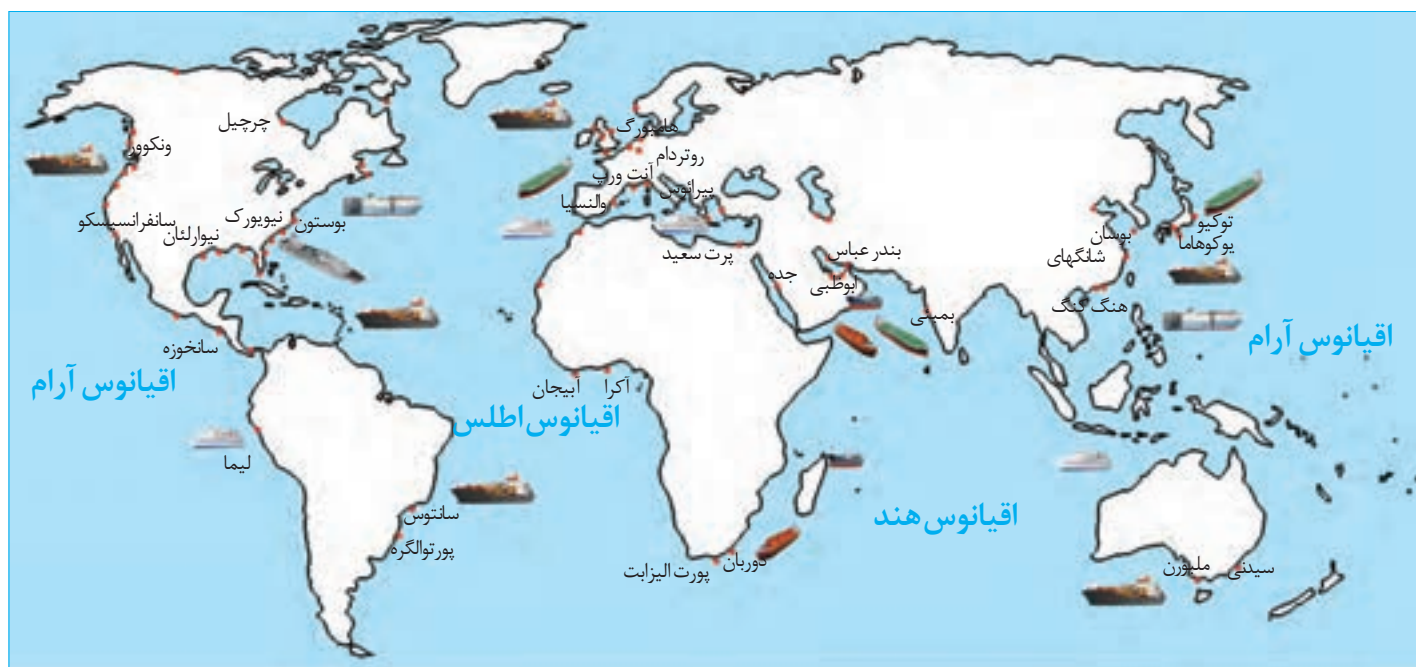 چرچیل
ونکوور
سانفرانسیسکو
نیویورک
بوستون
نیوارلئان
سانخوزه
اقیانوس آرام
لیما
سانتوس
پورتوالگره
اقیانوس اطلس
هامبورگ
روتردام
آنت ورپ
پیرائوس
والنسیا
پرت سعید
جده
بندر عباس
ابوظبی
بمبئی
آبیجان
آکرا
دوربان
پورت الیزابت
اقیانوس هند
توکیو
یوکوهاما
بوسان
شانگهای
هنگ کنگ
اقیانوس آرام
ملبورن
سیدنی